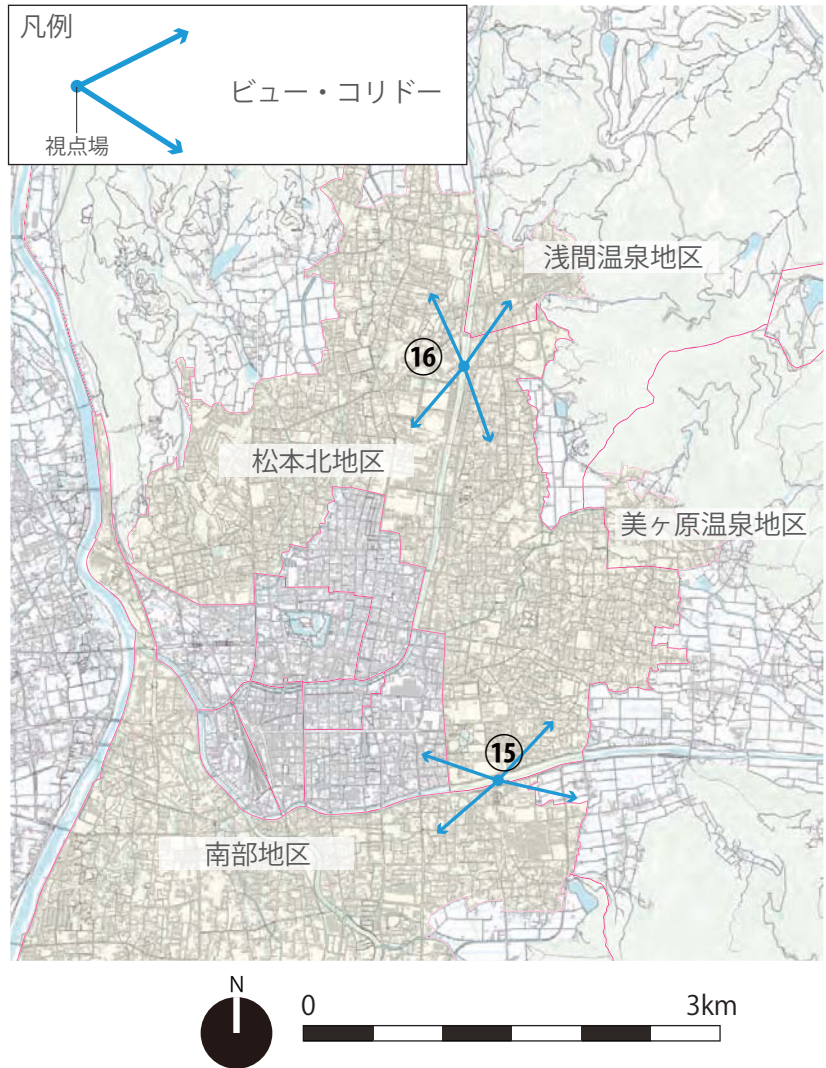 凡例
ビュー・コリドー
視点場
浅間温泉地区
⑯
松本北地区
美ヶ原温泉地区
⑮
南部地区
N
0 3km